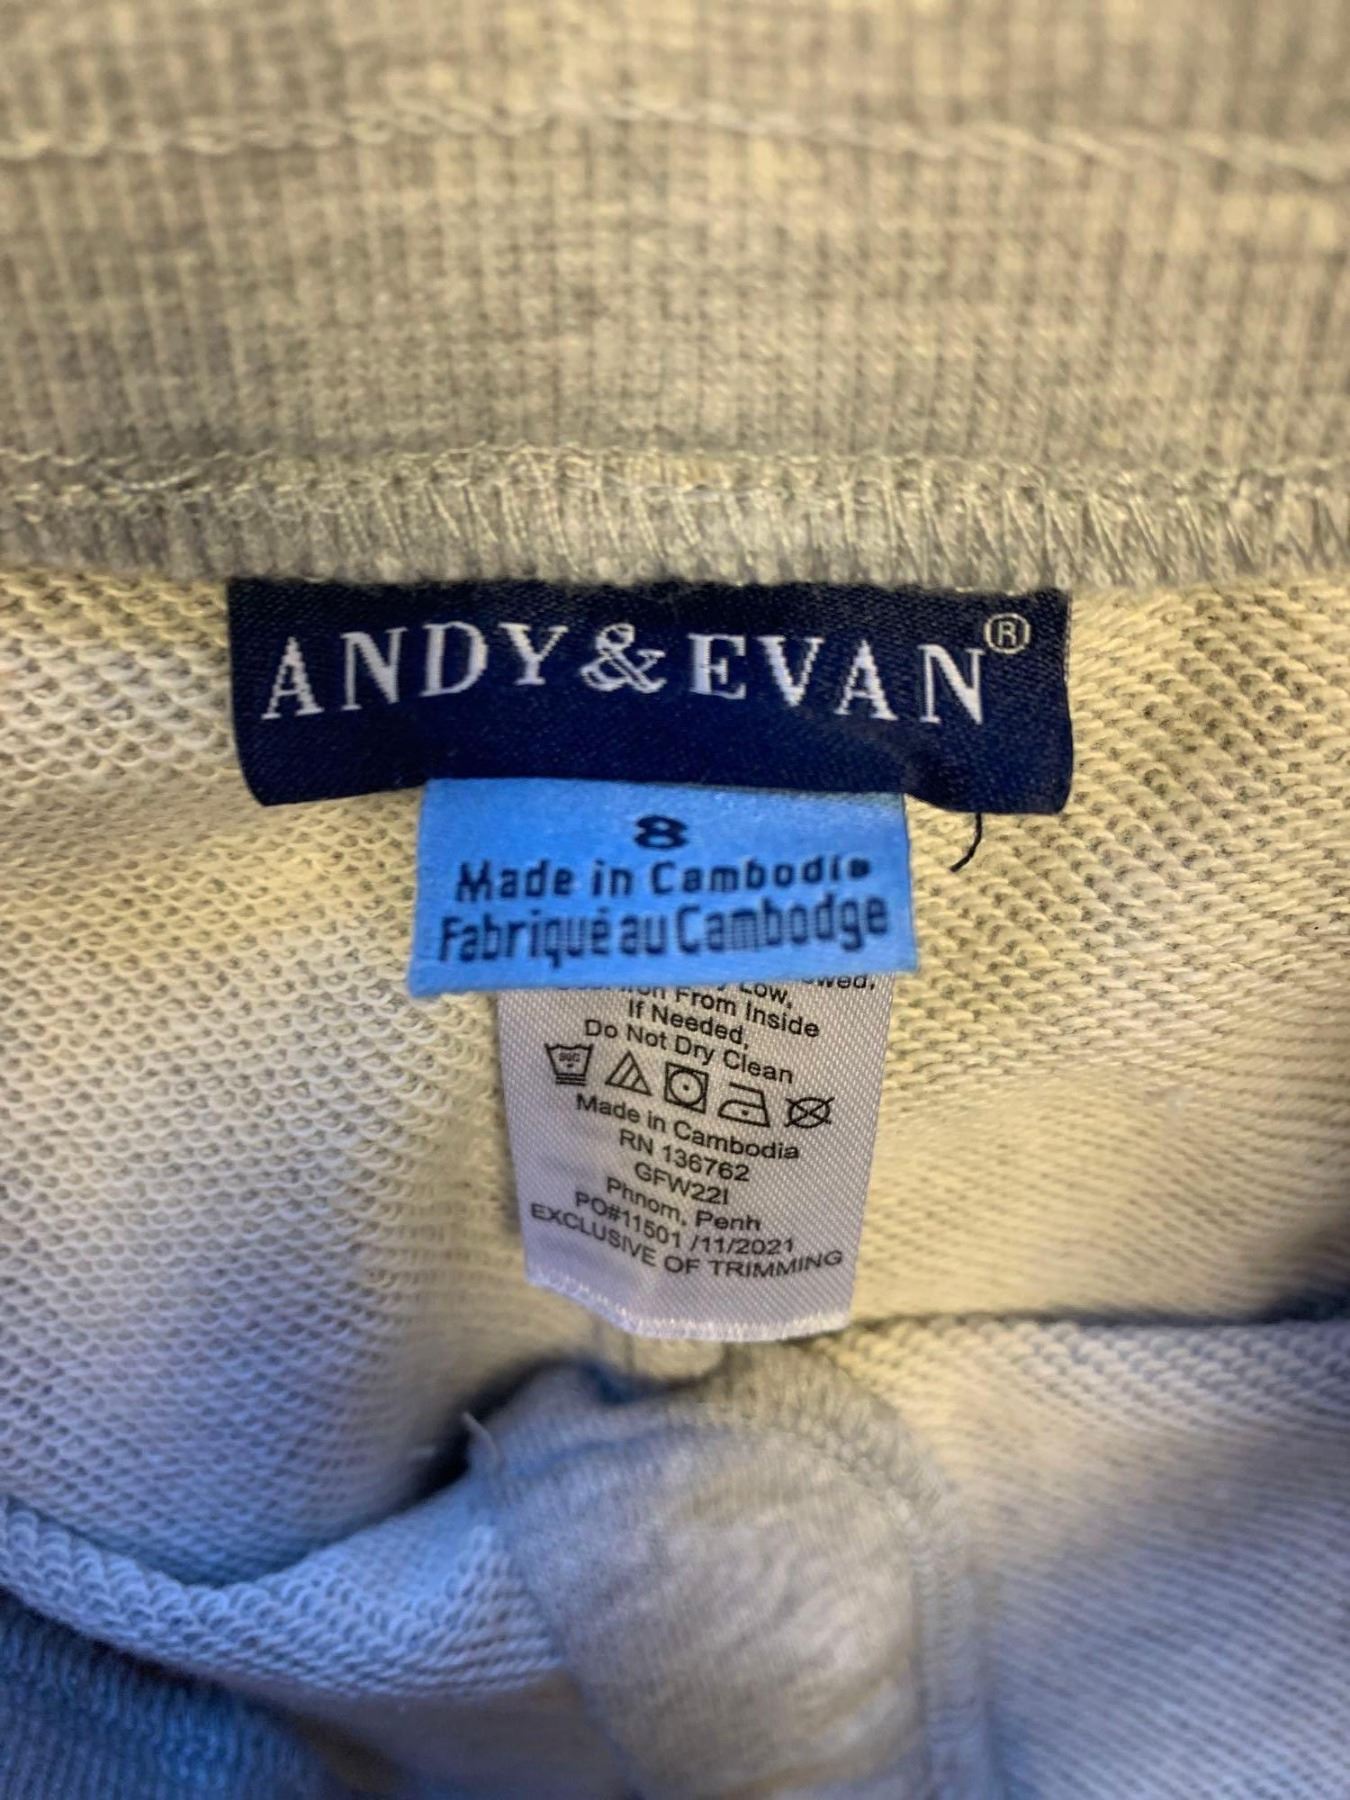 ANDY&EVAN®
8
Made in Cambodia
Fabriqué au Cambodge
Low,
From Inside
If Needed,
Do Not Dry Clean
Made in Cambodia
RN 136762
GFW22I
Phnom, Penh
PO#11501 /11/2021
EXCLUSIVE OF TRIMMING